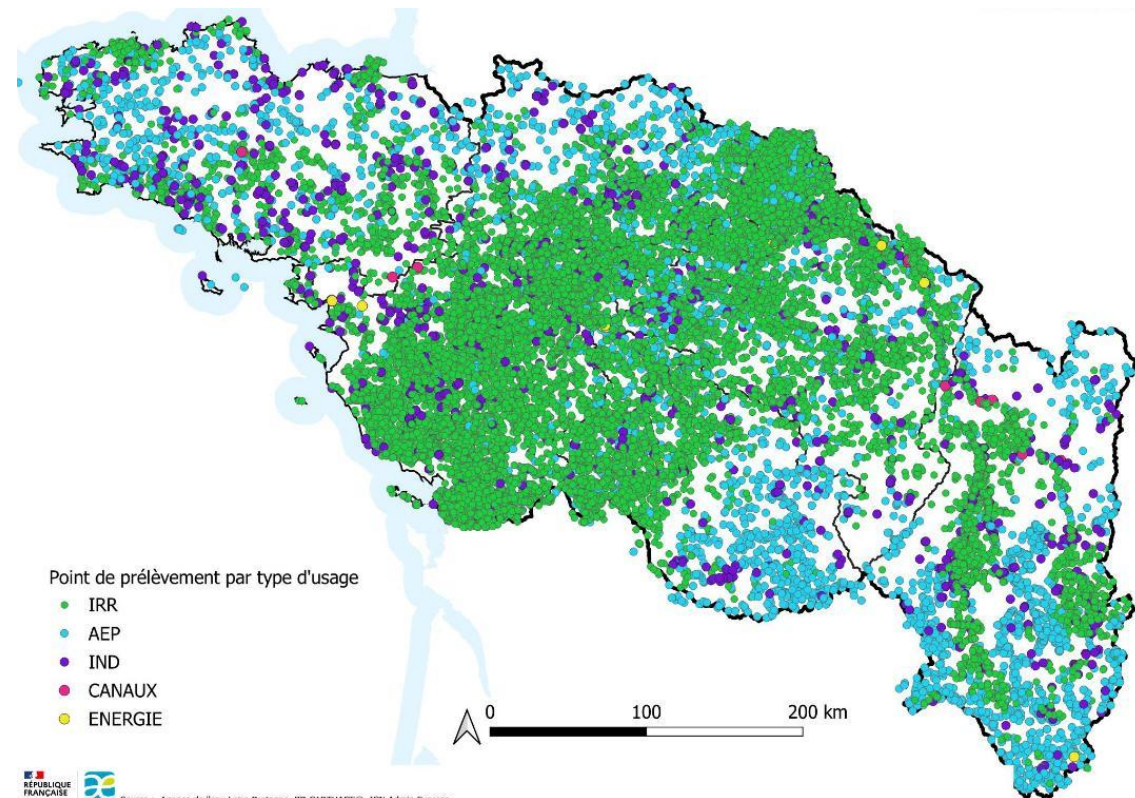 Point de prélèvement par type d'usage
IRR
AEP
IND
CANAUX
ENERGIE
0 100 200 km
RÉPUBLIQUE
FRANÇAISE